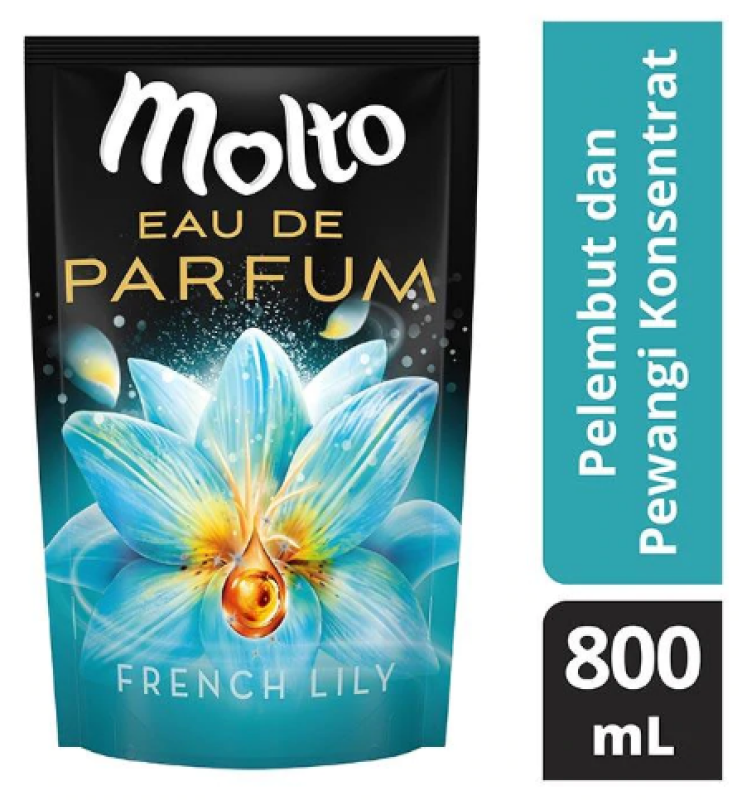 Molto
EAU DE
PARFUM
FRENCH LILY
Pelembut dan
Pewangi Konsentrat
800
mL